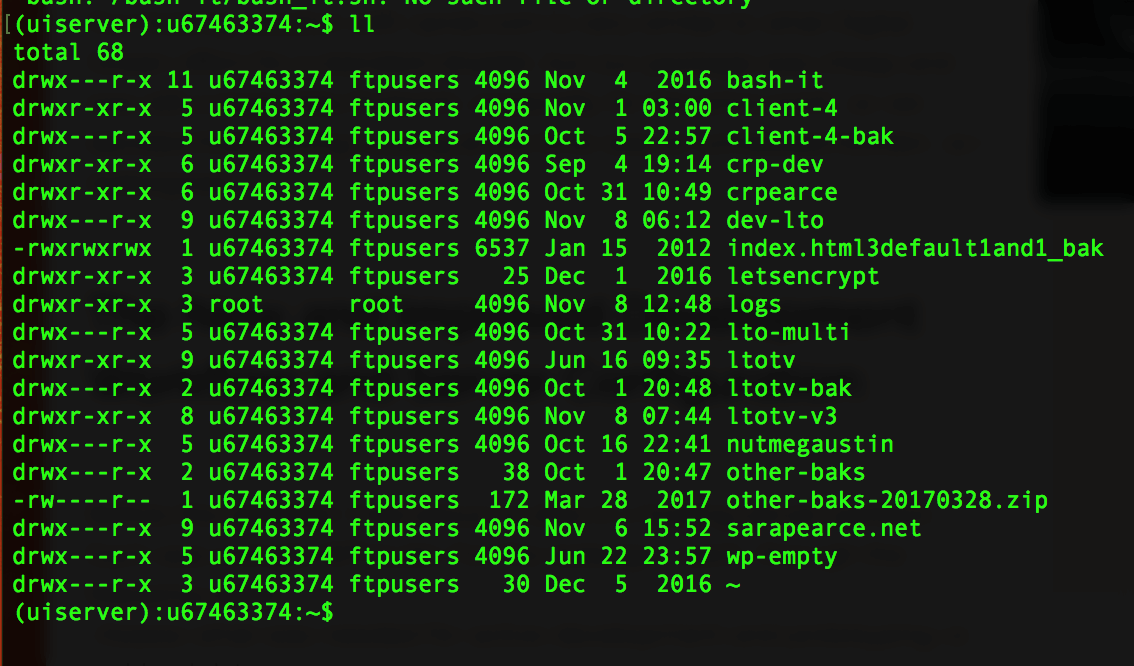 bash: /bash-it/bash_it.sh: No such file or directory
[(uiserver):u67463374:~$ ll
total 68
drwx---r-x 11 u67463374 ftpusers 4096 Nov  4  2016 bash-it
drwxr-xr-x  5 u67463374 ftpusers 4096 Nov  1 03:00 client-4
drwx---r-x  5 u67463374 ftpusers 4096 Oct  5 22:57 client-4-bak
drwxr-xr-x  6 u67463374 ftpusers 4096 Sep  4 19:14 crp-dev
drwxr-xr-x  6 u67463374 ftpusers 4096 Oct 31 10:49 crpearce
drwx---r-x  9 u67463374 ftpusers 4096 Nov  8 06:12 dev-lto
-rwxrwxrwx  1 u67463374 ftpusers 6537 Jan 15  2012 index.html3default1and1_bak
drwxr-xr-x  3 u67463374 ftpusers   25 Dec  1  2016 letsencrypt
drwxr-xr-x  3 root      root     4096 Nov  8 12:48 logs
drwx---r-x  5 u67463374 ftpusers 4096 Oct 31 10:22 lto-multi
drwxr-xr-x  9 u67463374 ftpusers 4096 Jun 16 09:35 ltotv
drwx---r-x  2 u67463374 ftpusers 4096 Oct  1 20:48 ltotv-bak
drwxr-xr-x  8 u67463374 ftpusers 4096 Nov  8 07:44 ltotv-v3
drwx---r-x  5 u67463374 ftpusers 4096 Oct 16 22:41 nutmegaustin
drwx---r-x  2 u67463374 ftpusers   38 Oct  1 20:47 other-baks
-rw----r--  1 u67463374 ftpusers  172 Mar 28  2017 other-baks-20170328.zip
drwx---r-x  9 u67463374 ftpusers 4096 Nov  6 15:52 sarapearce.net
drwx---r-x  5 u67463374 ftpusers 4096 Jun 22 23:57 wp-empty
drwx---r-x  3 u67463374 ftpusers   30 Dec  5  2016 ~
(uiserver):u67463374:~$